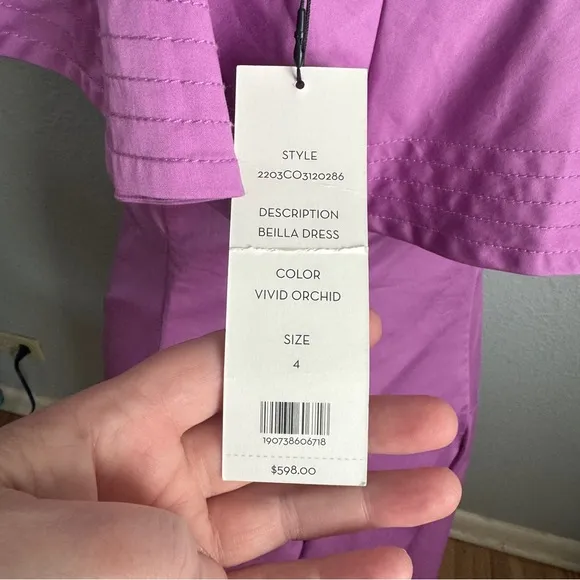 STYLE
2203CO3120286
DESCRIPTION
BEILLA DRESS
COLOR
VIVID ORCHID
SIZE
4
190738606718
$598.00